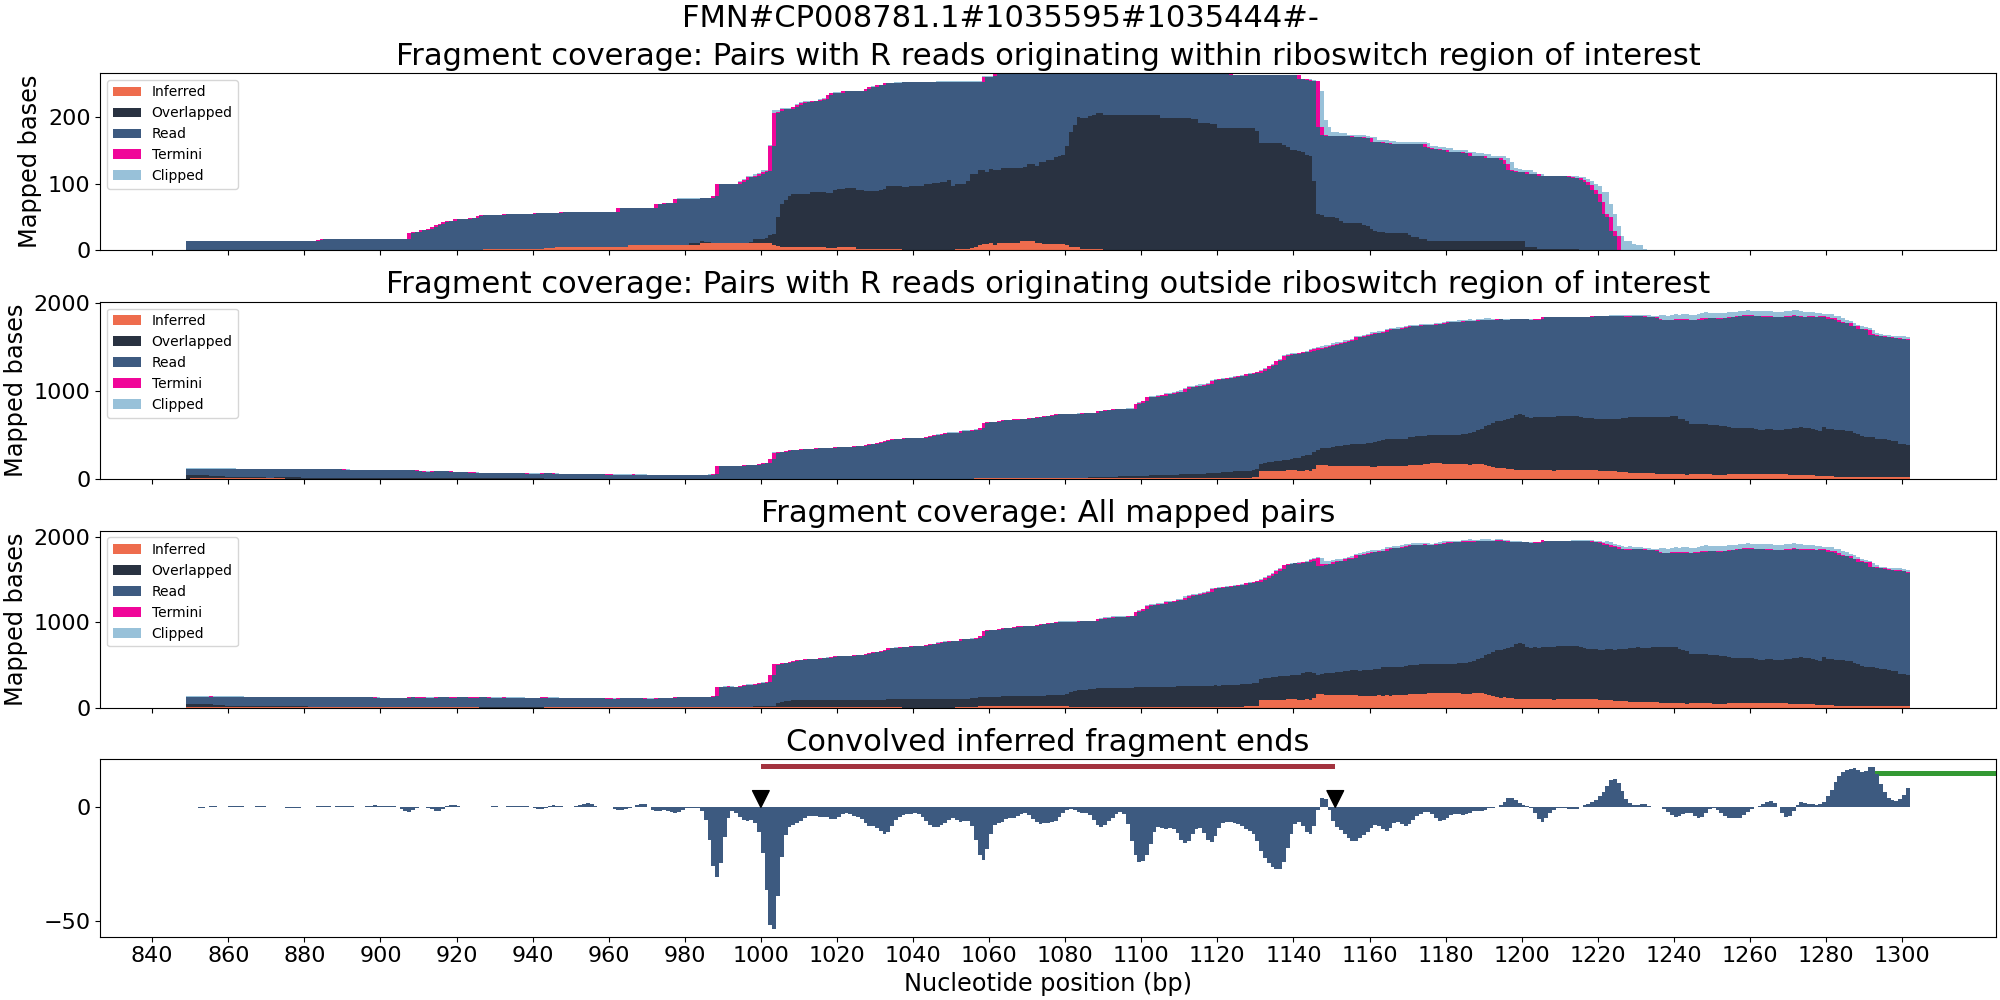 FMN#CP008781.1#1035595#1035444#-
Fragment coverage: Pairs with R reads originating within riboswitch region of interest
Mapped bases
200
100
0
Inferred
Overlapped
Read
Termini
Clipped
Fragment coverage: Pairs with R reads originating outside riboswitch region of interest
Mapped bases
2000
1000
0
Inferred
Overlapped
Read
Termini
Clipped
Fragment coverage: All mapped pairs
Mapped bases
2000
1000
0
Inferred
Overlapped
Read
Termini
Clipped
Convolved inferred fragment ends
0
−50
840 860 880 900 920 940 960 980 1000 1020 1040 1060 1080 1100 1120 1140 1160 1180 1200 1220 1240 1260 1280 1300
Nucleotide position (bp)